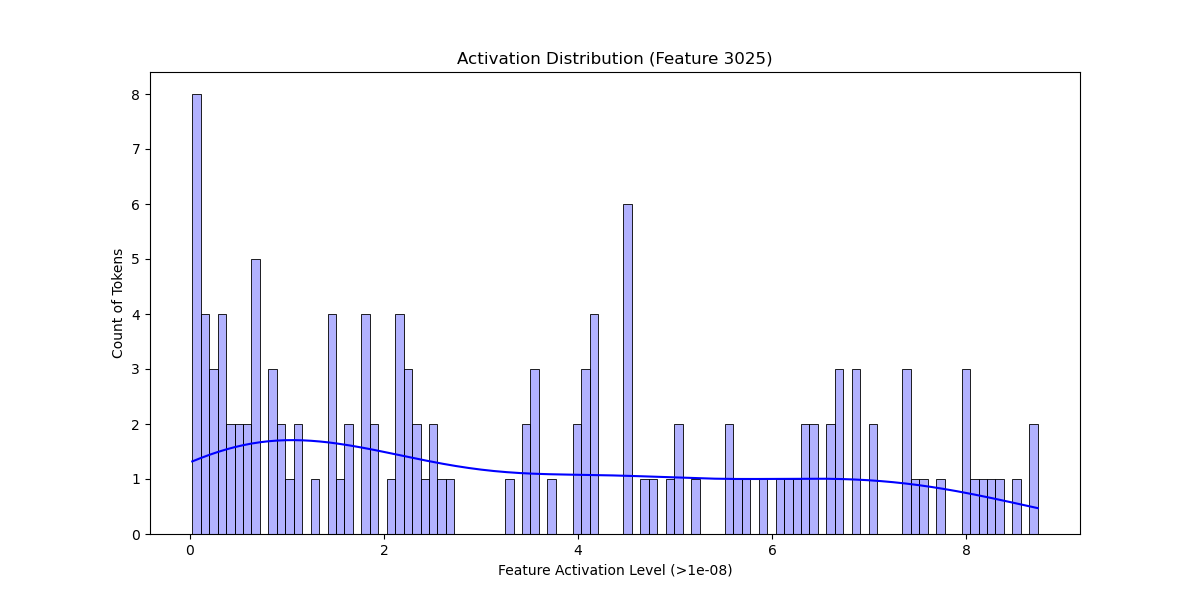 Activation Distribution (Feature 3025)
Count of Tokens
8
7
6
5
4
3
2
1
0
0 2 4 6 8
Feature Activation Level (>1e-08)